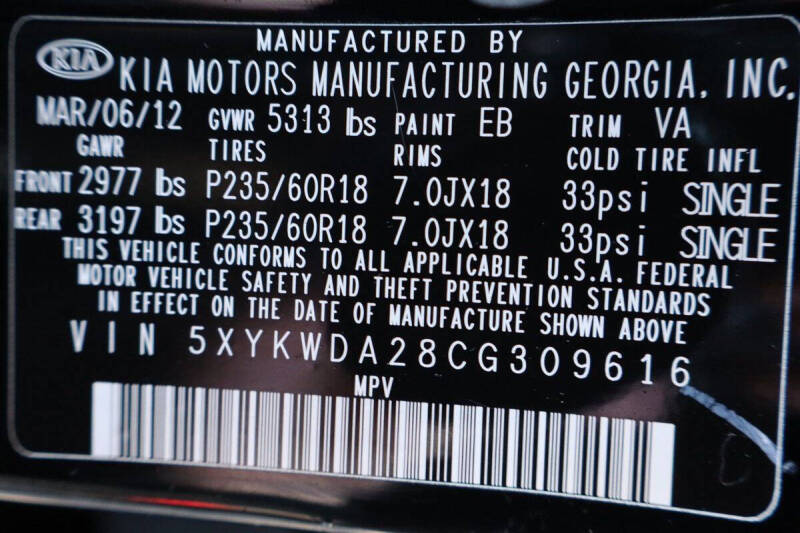 MANUFACTURED BY
KIA KIA MOTORS MANUFACTURING GEORGIA, INC.
MAR/06/12 GVWR 5313 lbs PAINT EB TRIM VA
GAWR TIRES RIMS COLD TIRE INFL
FRONT 2977 lbs P235/60R18 7.0JX18 33psi SINGLE
REAR 3197 lbs P235/60R18 7.0JX18 33psi SINGLE
THIS VEHICLE CONFORMS TO ALL APPLICABLE U.S.A. FEDERAL
MOTOR VEHICLE SAFETY AND THEFT PREVENTION STANDARDS
IN EFFECT ON THE DATE OF MANUFACTURE SHOWN ABOVE
VIN 5XYKWDA28CG309616
MPV